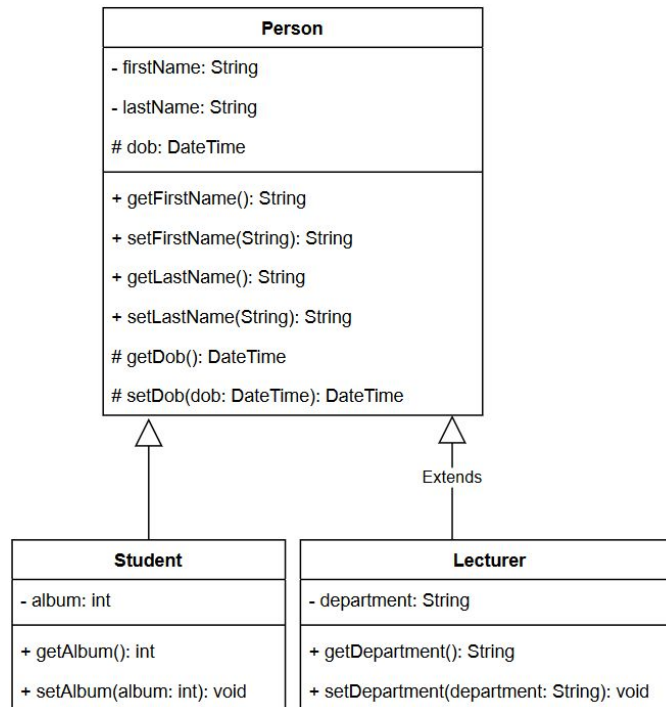 Person
- firstName: String
- lastName: String
# dob: DateTime
+ getFirstName(): String
+ setFirstName(String): String
+ getLastName(): String
+ setLastName(String): String
# getDob(): DateTime
# setDob(dob: DateTime): DateTime
Extends
Student
- album: int
+ getAlbum(): int
+ setAlbum(album: int): void
Lecturer
- department: String
+ getDepartment(): String
+ setDepartment(department: String): void